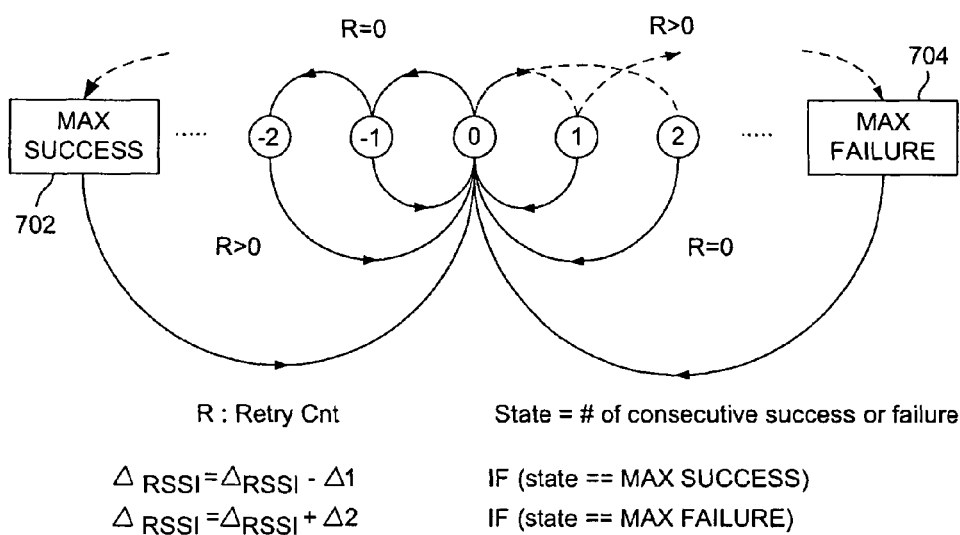 R=0
R>0
704
MAX
SUCCESS
.....
-2
-1
0
1
2
.....
MAX
FAILURE
702
R>0
R=0
R : Retry Cnt
State = # of consecutive success or failure
△ RSSI=△RSSI - △1
IF (state == MAX SUCCESS)
△ RSSI=△RSSI + △2
IF (state == MAX FAILURE)